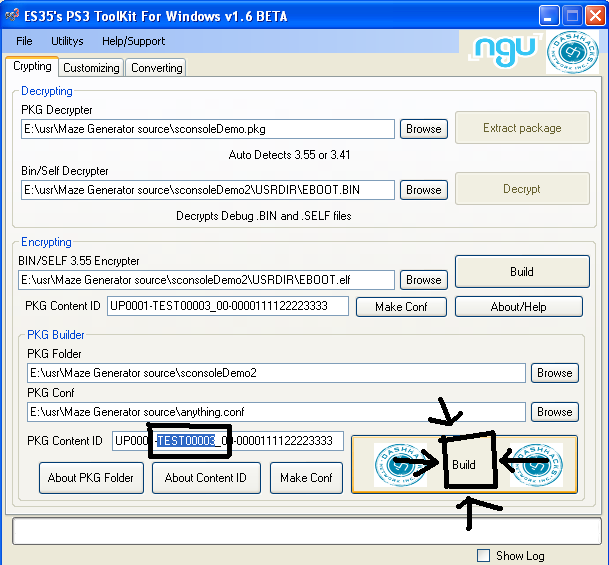 ES35's PS3 ToolKit For Windows v1.6 BETA
File Utilitys Help/Support
ngu
DASHHACKS
NETWORK INC.
Crypting Customizing Converting
Decrypting
PKG Decrypter
E:\usr\Maze Generator source\sconsoleDemo.pkg Browse Extract package
Auto Detects 3.55 or 3.41
Bin/Self Decrypter
E:\usr\Maze Generator source\sconsoleDemo2\USRDIR\EBOOT.BIN Browse Decrypt
Decrypts Debug .BIN and .SELF files
Encrypting
BIN/SELF 3.55 Encrypter
E:\usr\Maze Generator source\sconsoleDemo2\USRDIR\EBOOT.elf Browse Build
PKG Content ID UP0001-TEST00003_00-0000111122223333 Make Conf About/Help
PKG Builder
PKG Folder
E:\usr\Maze Generator source\sconsoleDemo2 Browse
PKG Conf
E:\usr\Maze Generator source\anything.conf Browse
PKG Content ID UP0001-TEST00003_00-0000111122223333
DASHHACKS Build DASHHACKS
About PKG Folder About Content ID Make Conf
Show Log